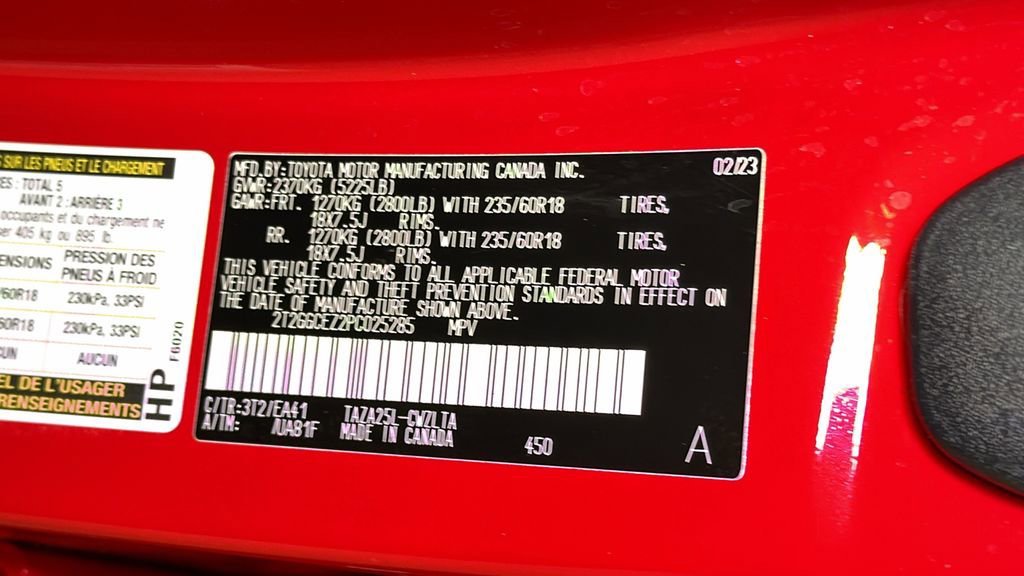 S SUR LES PNEUS ET LE CHARGEMENT
ES : TOTAL 5
AVANT 2 : ARRIÈRE 3
occupants et du chargement ne
ser 405 kg ou 895 lb.
ENSIONS PRESSION DES
PNEUS À FROID
/60R18 230kPa, 33PSI
60R18 230kPa, 33PSI
CUN AUCUN
EL DE L'USAGER
RENSEIGNEMENTS
HP
F6020
MFD. BY: TOYOTA MOTOR MANUFACTURING CANADA INC. 02/23
GVWR: 2370KG (5225LB)
GAWR: FRT. 1270KG (2800LB) WITH 235/60R18 TIRES,
18X7.5J RIMS.
RR. 1270KG (2800LB) WITH 235/60R18 TIRES,
18X7.5J RIMS.
THIS VEHICLE CONFORMS TO ALL APPLICABLE FEDERAL MOTOR
VEHICLE SAFETY AND THEFT PREVENTION STANDARDS IN EFFECT ON
THE DATE OF MANUFACTURE SHOWN ABOVE.
2T2GGCEZ2PC025285 MPV
C/TR: 3T2/EA41 TAZA25L-CWZLTA
A/TM: /UA81F MADE IN CANADA 450 A